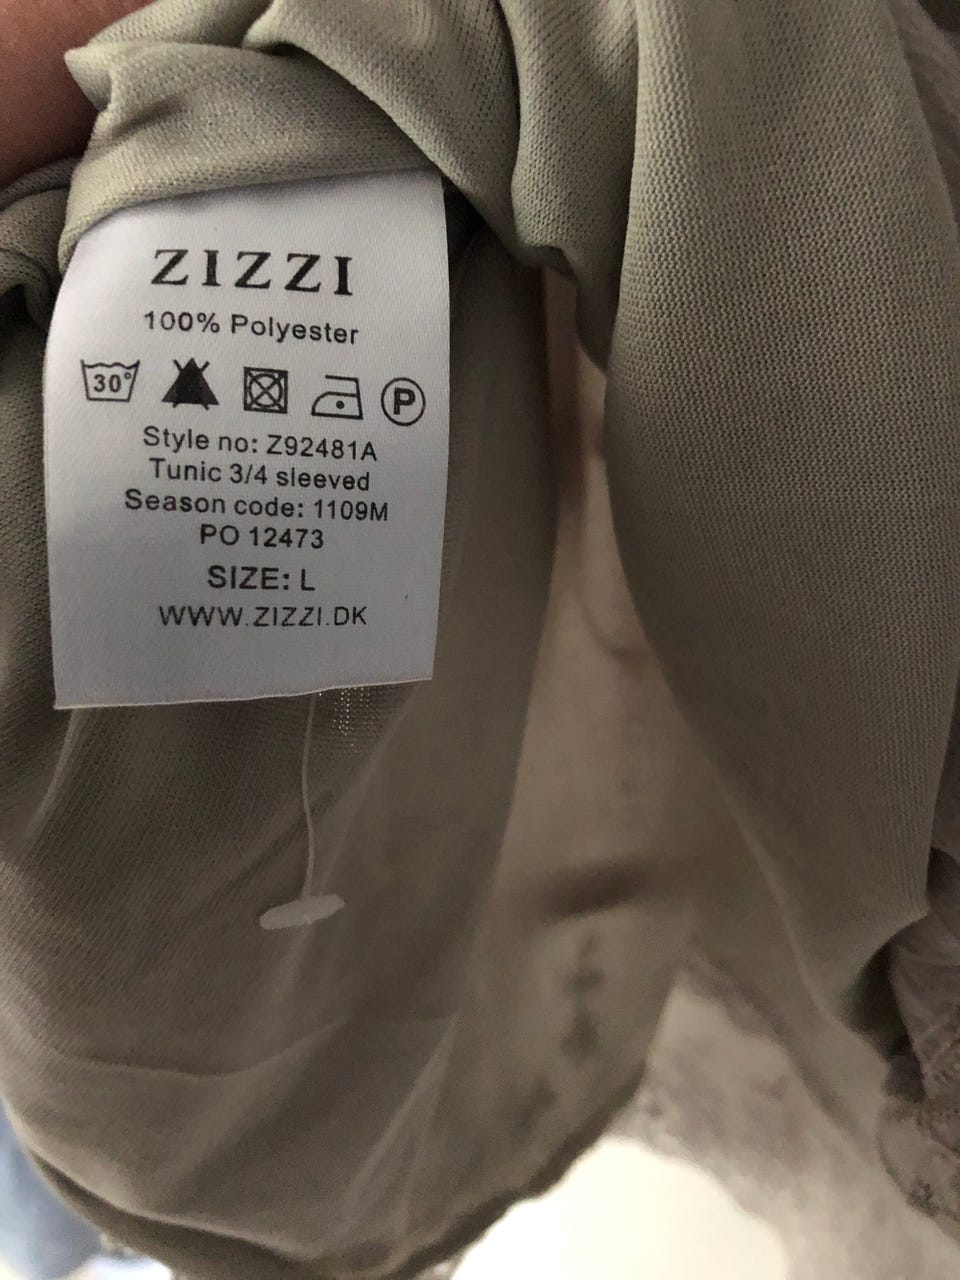 ZIZZI
100% Polyester
30° P
Style no: Z92481A
Tunic 3/4 sleeved
Season code: 1109M
PO 12473
SIZE: L
WWW.ZIZZI.DK